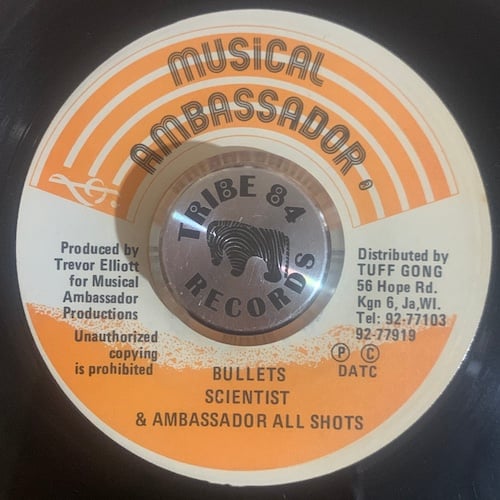 MUSICAL
AMBASSADOR,
TRIBE 84
RECORDS
Produced by
Trevor Elliott
for Musical
Ambassador
Productions
Unauthorized
copying
is prohibited
Distributed by
TUFF GONG
56 Hope Rd.
Kgn 6, Ja,WI.
Tel: 92-77103
92-77919
Ⓟ Ⓒ
DATC
BULLETS
SCIENTIST
& AMBASSADOR ALL SHOTS